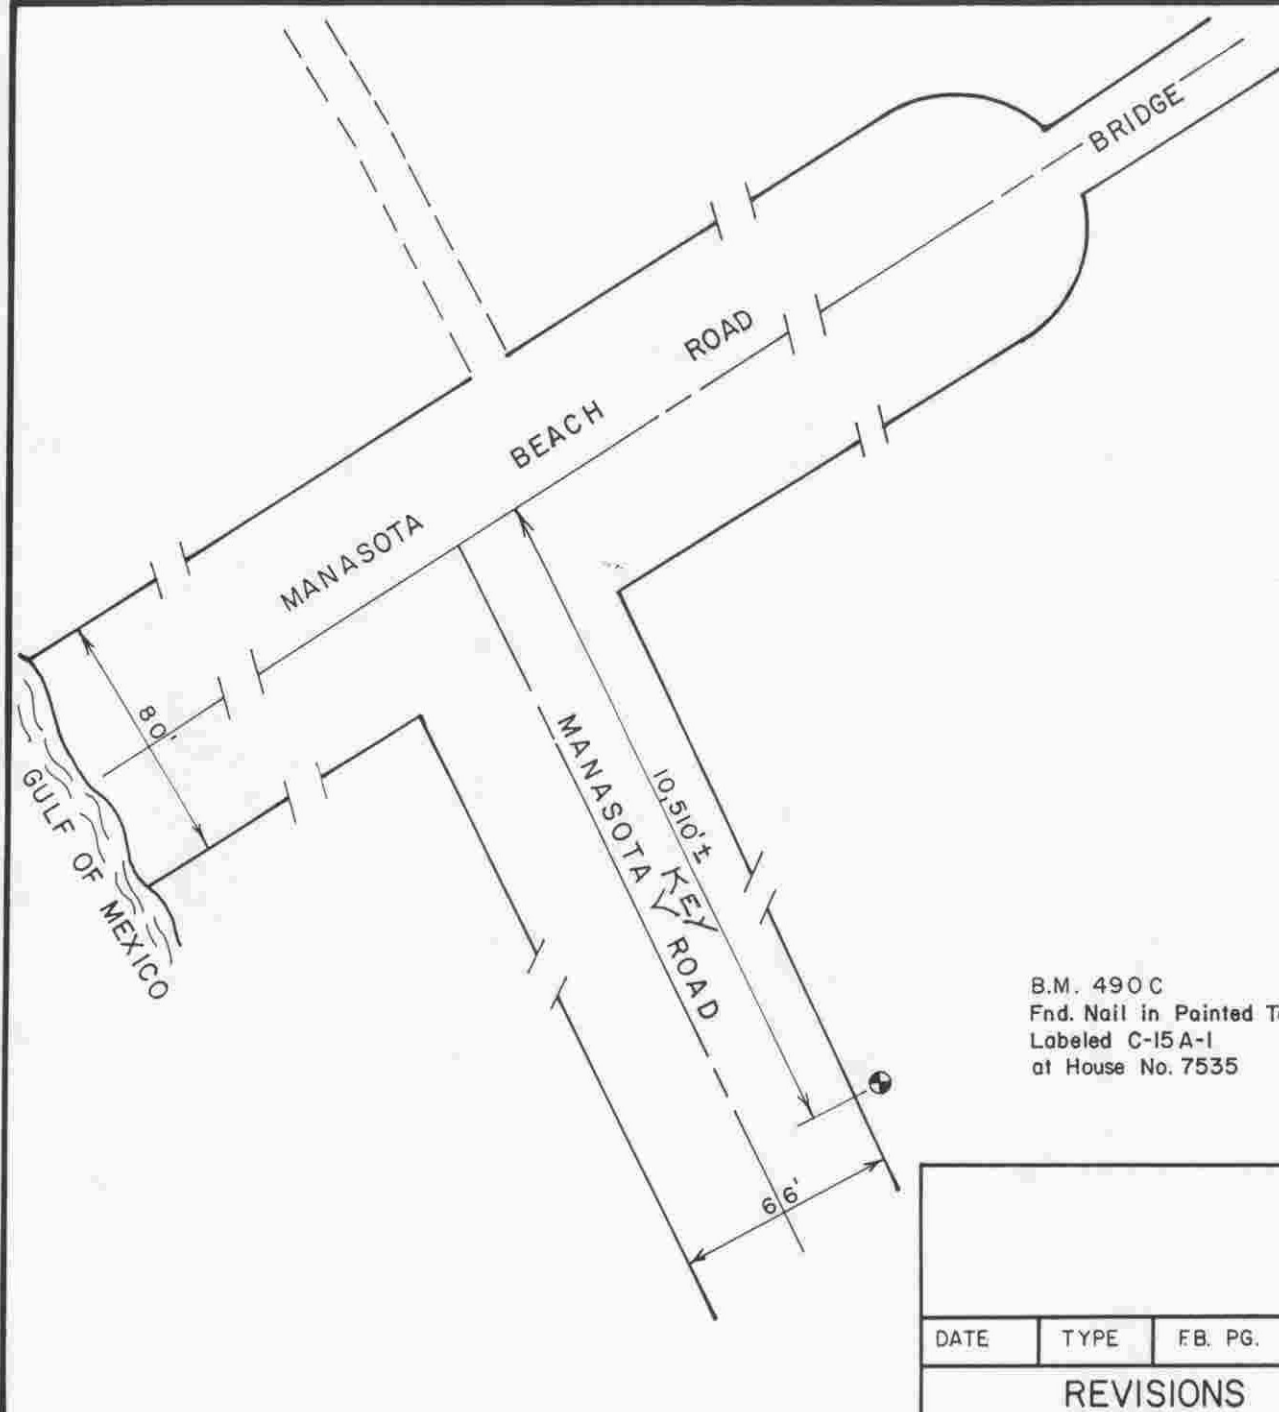 BRIDGE
MANASOTA BEACH ROAD
80'
GULF OF MEXICO
MANASOTA KEY ROAD
10,510'±
66'
B.M. 490 C
Fnd. Nail in Painted
Labeled C-15 A-1
at House No. 7535
DATE TYPE F.B. PG.
REVISIONS